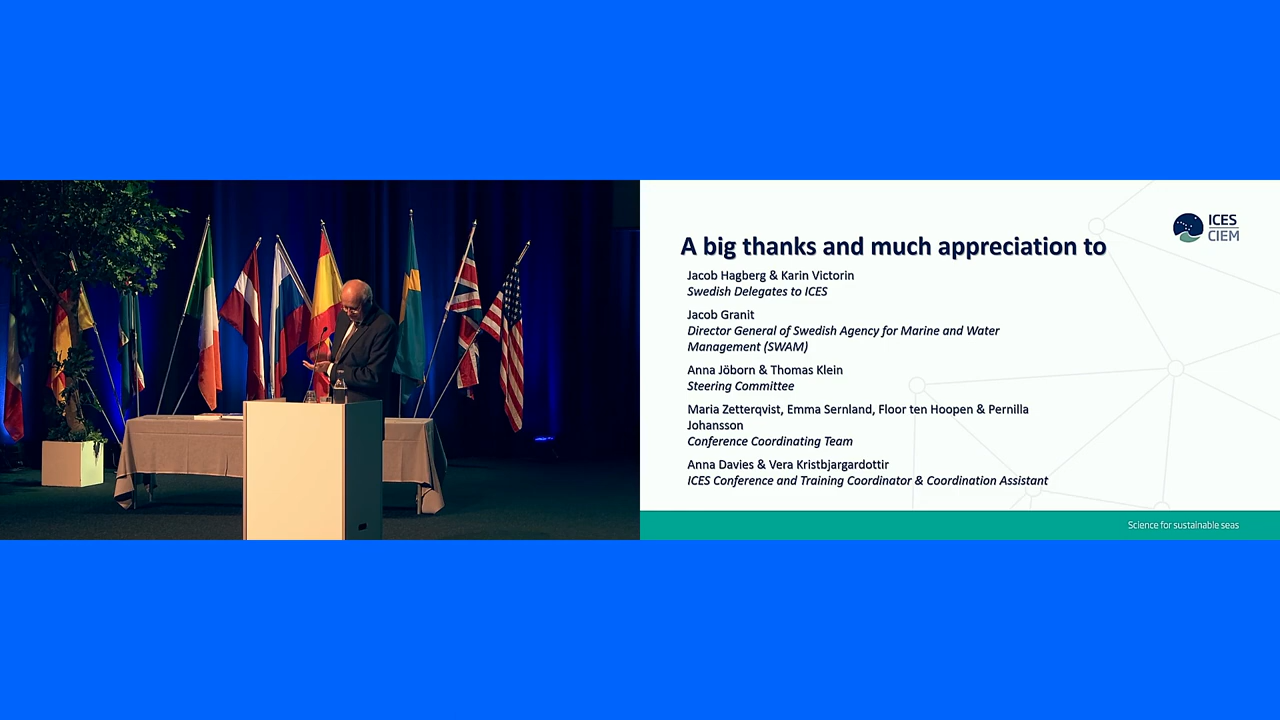 ICES
CIEM
A big thanks and much appreciation to
Jacob Hagberg & Karin Victorin
Swedish Delegates to ICES
Jacob Granit
Director General of Swedish Agency for Marine and Water
Management (SWAM)
Anna Jöborn & Thomas Klein
Steering Committee
Maria Zetterqvist, Emma Sernland, Floor ten Hoopen & Pernilla
Johansson
Conference Coordinating Team
Anna Davies & Vera Kristbjargardottir
ICES Conference and Training Coordinator & Coordination Assistant
Science for sustainable seas